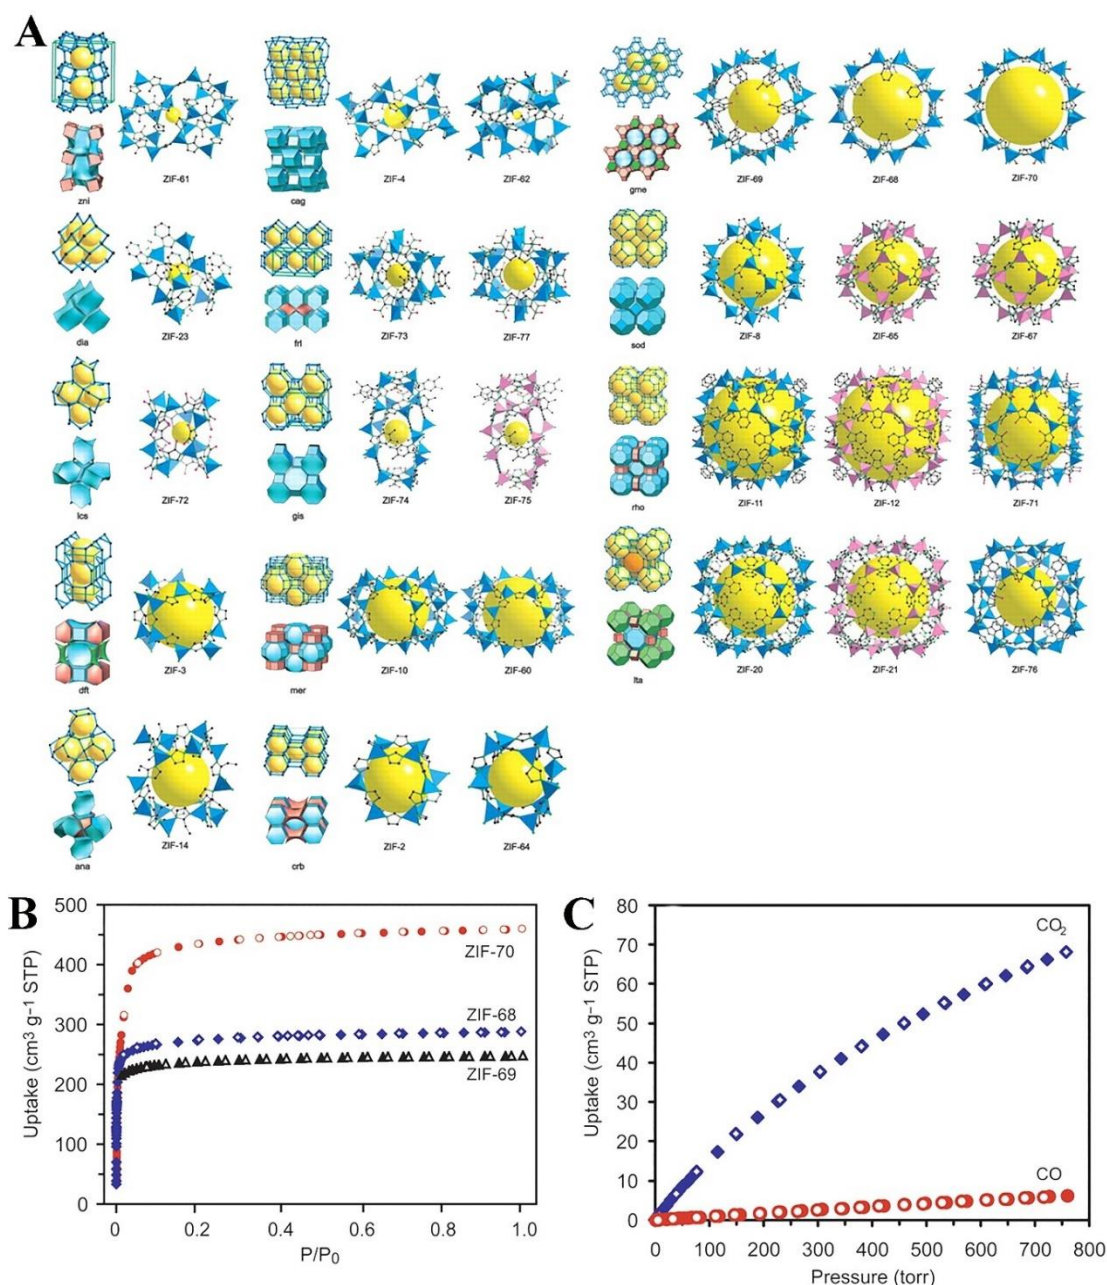 A
ZIF-61
ZIF-4
ZIF-62
ZIF-69
ZIF-68
ZIF-70
zni
cag
gme
ZIF-23
ZIF-73
ZIF-77
ZIF-8
ZIF-65
ZIF-67
dia
frl
sod
ZIF-72
ZIF-74
ZIF-75
ZIF-11
ZIF-12
ZIF-71
lcs
gis
rho
ZIF-3
ZIF-10
ZIF-60
ZIF-20
ZIF-21
ZIF-76
dft
mer
lta
ZIF-14
ZIF-2
ZIF-64
ana
crb
B
Uptake (cm³ g⁻¹ STP)
500
400
300
200
100
0
ZIF-70
ZIF-68
ZIF-69
0 0.2 0.4 0.6 0.8 1.0
P/P₀
C
Uptake (cm³ g⁻¹ STP)
80
70
60
50
40
30
20
10
0
CO₂
CO
0 100 200 300 400 500 600 700 800
Pressure (torr)